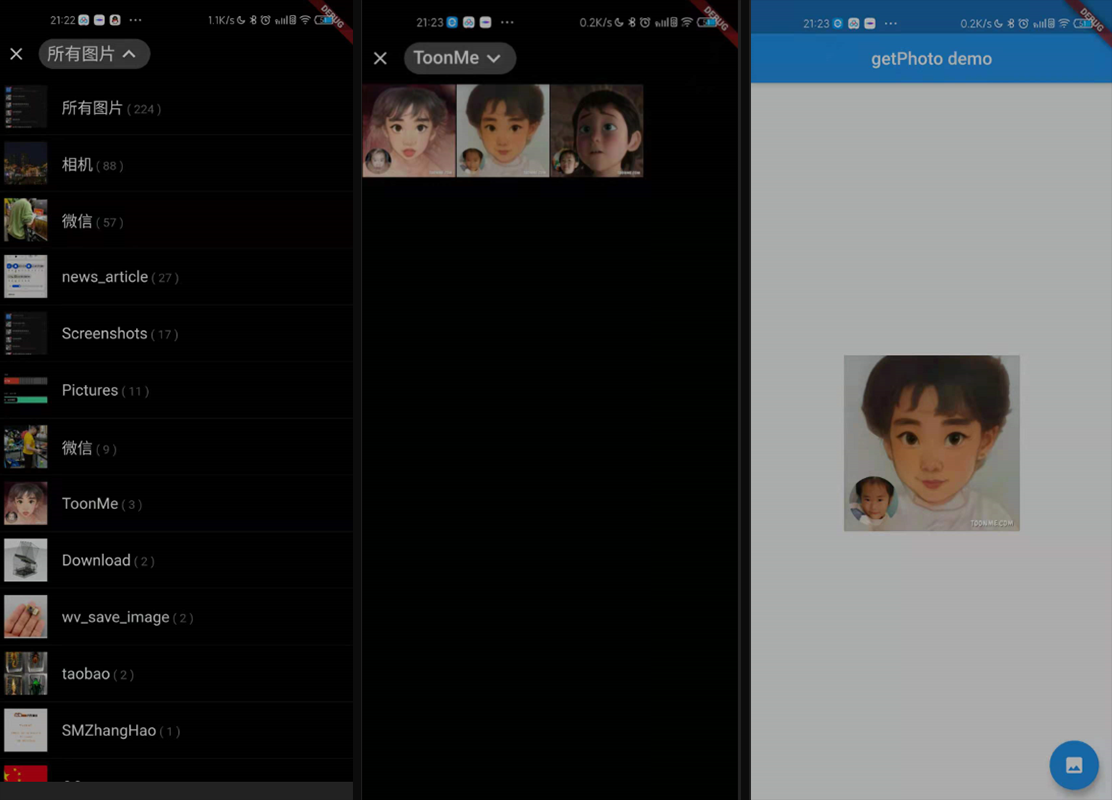 21:22
1.1K/s
DEBUG
所有图片
所有图片 ( 224 )
相机 ( 88 )
微信 ( 57 )
news_article ( 27 )
Screenshots ( 17 )
Pictures ( 11 )
微信 ( 9 )
ToonMe ( 3 )
Download ( 2 )
wv_save_image ( 2 )
taobao ( 2 )
SMZhangHao ( 1 )
21:23
0.2K/s
DEBUG
ToonMe
21:23
0.2K/s
DEBUG
getPhoto demo
TOONME.COM